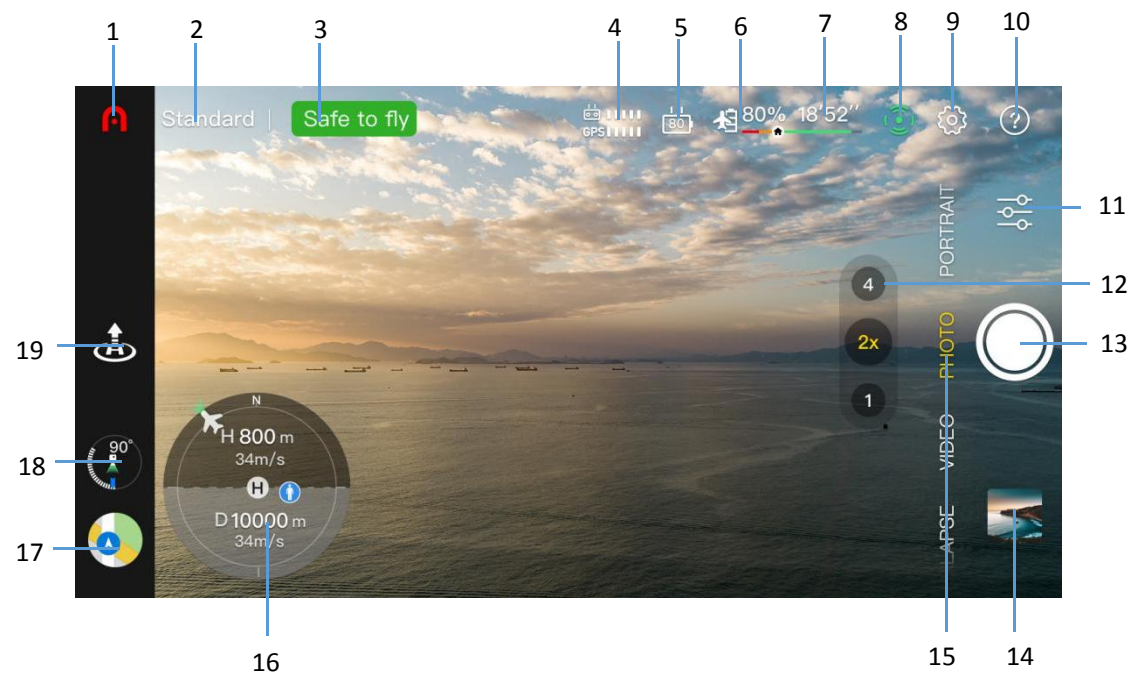 1 2 3 4 5 6 7 8 9 10
Standard | Safe to fly
GPS
80
80% 18'52''
PORTRAIT
11
4
12
2x
PHOTO
13
1
VIDEO
LAPSE
14
15
19
90°
18
17
N
H 800 m
34m/s
H
D 10000 m
34m/s
16